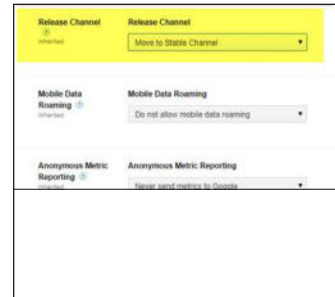 Release Channel Release Channel
Inherited Move to Stable Channel
Mobile Data Mobile Data Roaming
Roaming
Inherited Do not allow mobile data roaming
Anonymous Metric Anonymous Metric Reporting
Reporting
Inherited Never send metrics to Google